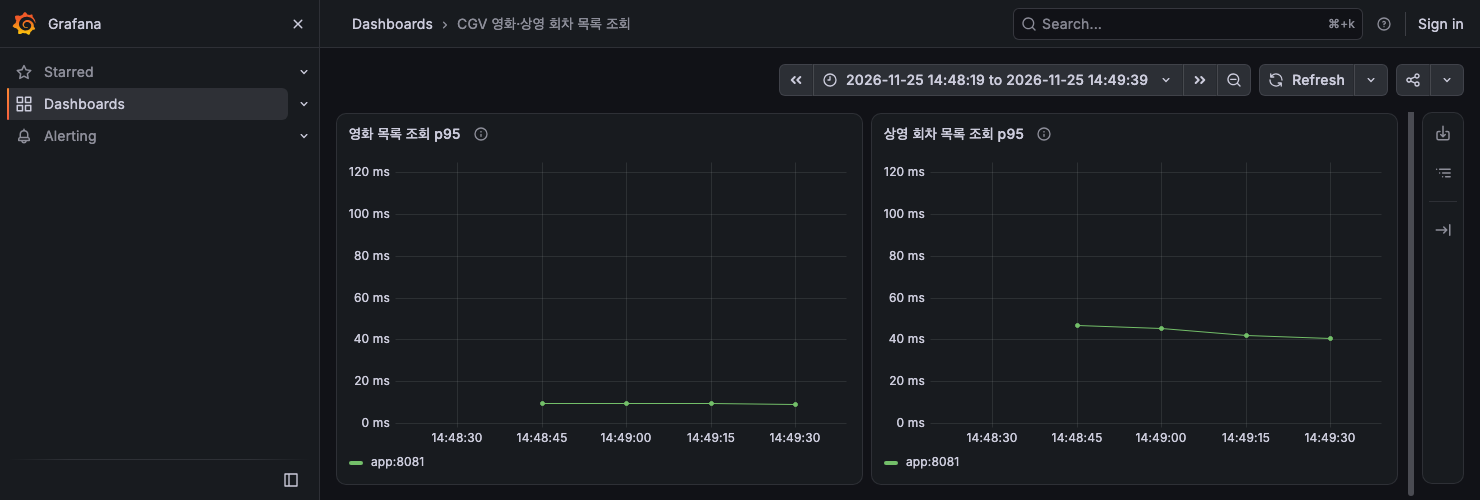 Grafana
Dashboards › CGV 영화·상영 회차 목록 조회
Search...
⌘+k
Sign in
Starred
Dashboards
Alerting
2026-11-25 14:48:19 to 2026-11-25 14:49:39
Refresh
영화 목록 조회 p95
120 ms
100 ms
80 ms
60 ms
40 ms
20 ms
0 ms
14:48:30 14:48:45 14:49:00 14:49:15 14:49:30
app:8081
상영 회차 목록 조회 p95
120 ms
100 ms
80 ms
60 ms
40 ms
20 ms
0 ms
14:48:30 14:48:45 14:49:00 14:49:15 14:49:30
app:8081